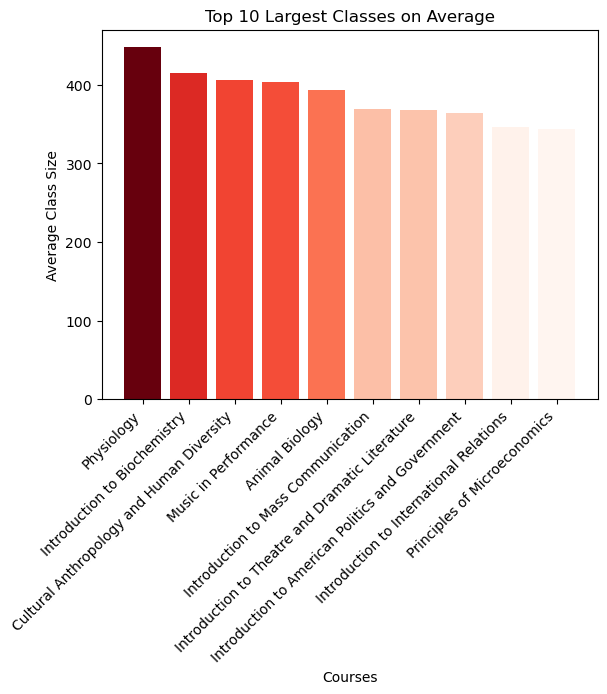 Top 10 Largest Classes on Average
Average Class Size
400
300
200
100
0
Physiology
Introduction to Biochemistry
Cultural Anthropology and Human Diversity
Music in Performance
Animal Biology
Introduction to Mass Communication
Introduction to Theatre and Dramatic Literature
Introduction to American Politics and Government
Introduction to International Relations
Principles of Microeconomics
Courses